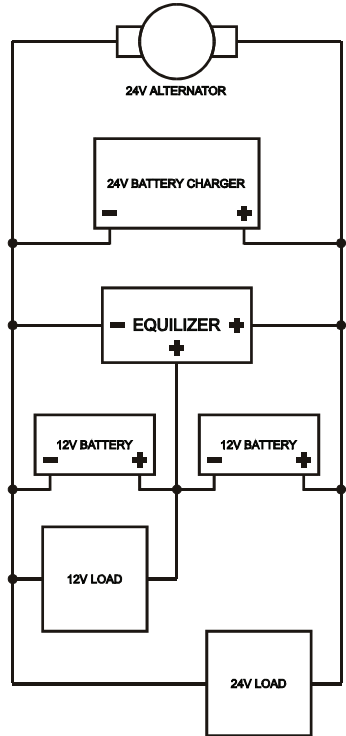 24V ALTERNATOR
24V BATTERY CHARGER
- +
- EQUILIZER +
+
12V BATTERY
- +
12V BATTERY
- +
12V LOAD
24V LOAD